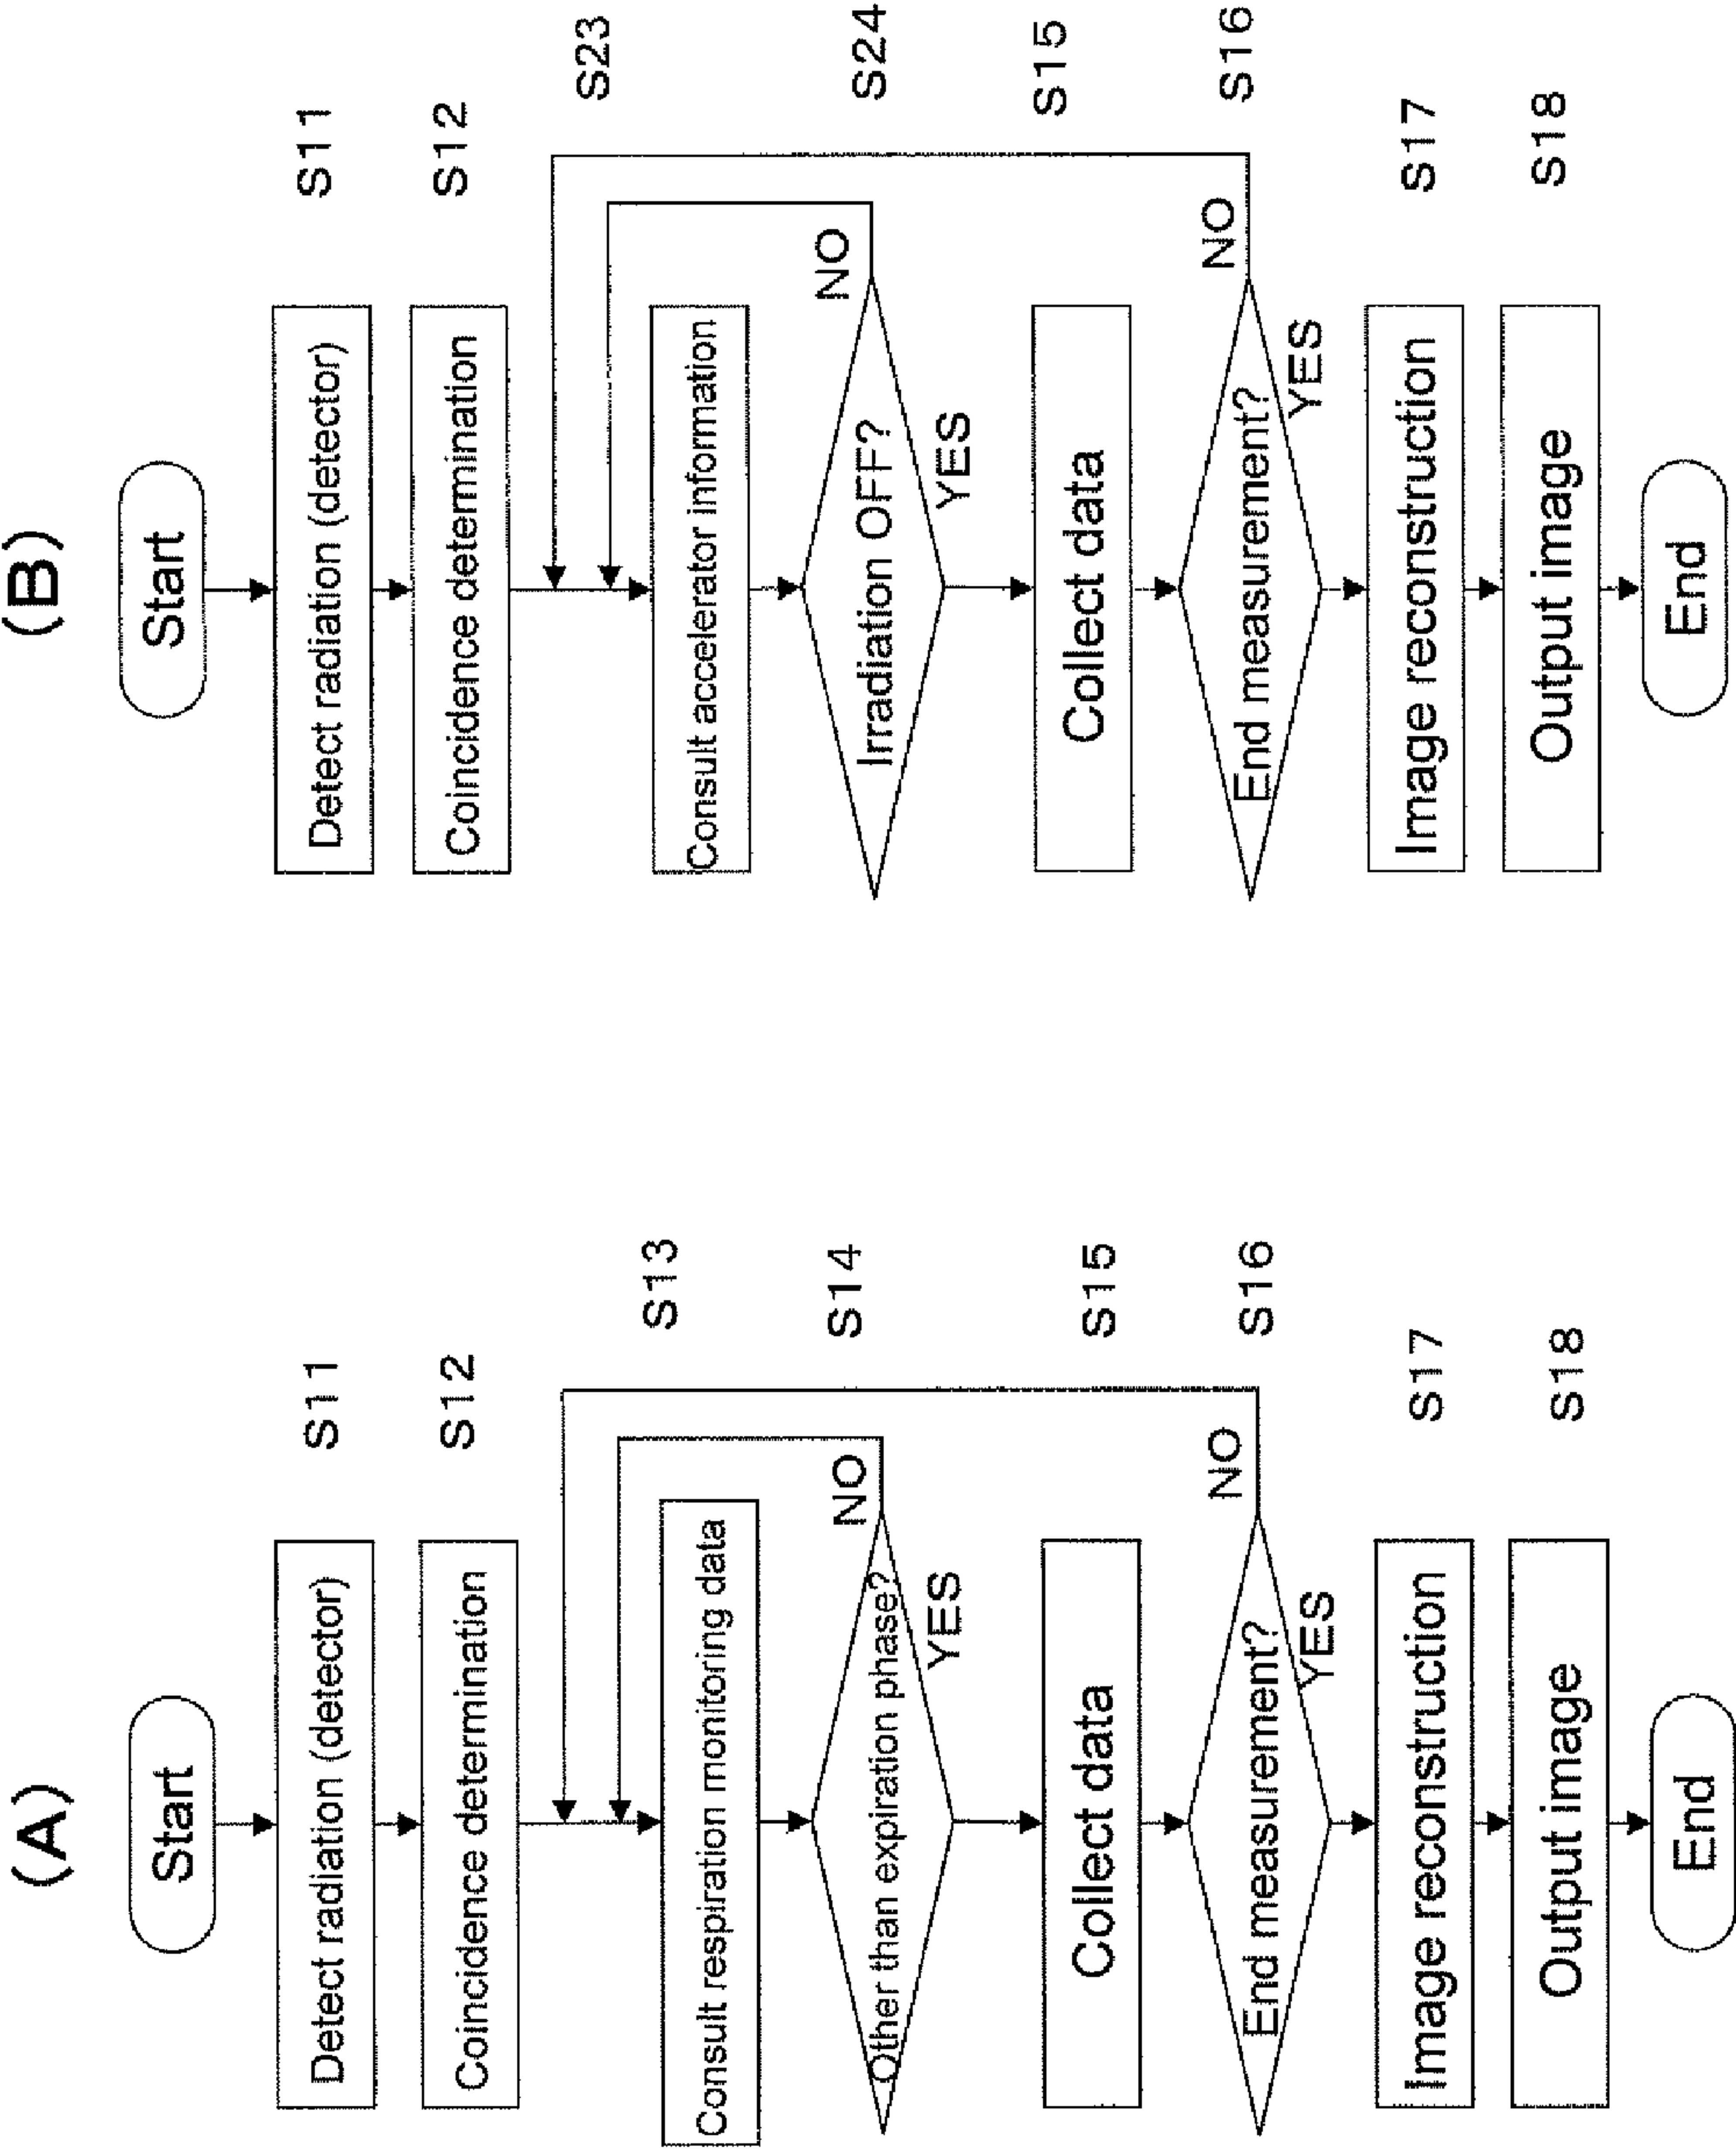 (A)
Start
Detect radiation (detector)
S11
Coincidence determination
S12
Consult respiration monitoring data
S13
Other than expiration phase?
S14
NO
YES
Collect data
S15
End measurement?
S16
NO
YES
Image reconstruction
S17
Output image
S18
End
(B)
Start
Detect radiation (detector)
S11
Coincidence determination
S12
Consult accelerator information
S23
Irradiation OFF?
S24
NO
YES
Collect data
S15
End measurement?
S16
NO
YES
Image reconstruction
S17
Output image
S18
End